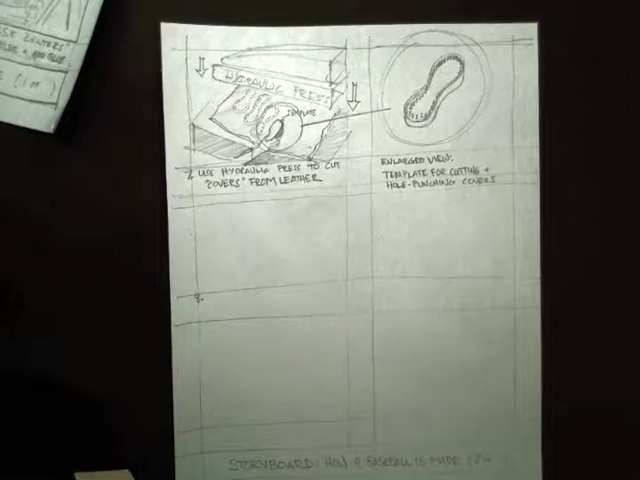 HYDRAULIC PRESS
TEMPLATE
7. USE HYDRAULIC PRESS TO CUT
"COVERS" FROM LEATHER
ENLARGED VIEW:
TEMPLATE FOR CUTTING +
HOLE-PUNCHING COVERS
8.
STORYBOARD: HOW A BASEBALL IS MADE